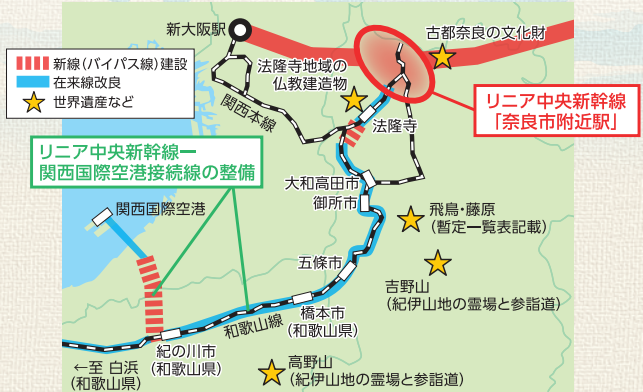 新大阪駅
古都奈良の文化財
新線(バイパス線)建設
在来線改良
世界遺産など
法隆寺地域の
仏教建造物
関西本線
法隆寺
リニア中央新幹線
「奈良市附近駅」
リニア中央新幹線ー
関西国際空港接続線の整備
大和高田市
御所市
関西国際空港
飛鳥・藤原
(暫定一覧表記載)
五條市
吉野山
(紀伊山地の霊場と参詣道)
橋本市
(和歌山県)
和歌山線
紀の川市
(和歌山県)
←至 白浜
(和歌山県)
高野山
(紀伊山地の霊場と参詣道)